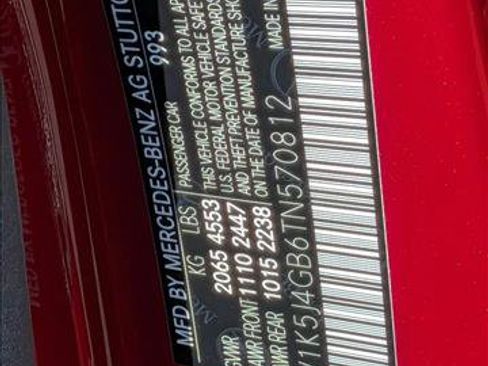 MFD BY MERCEDES-BENZ AG STUTTG
993
PASSENGER CAR
KG LBS
GVWR 2065 4553
GAWR FRONT 1110 2447
GAWR REAR 1015 2238
THIS VEHICLE CONFORMS TO ALL AP
U.S. FEDERAL MOTOR VEHICLE SAFE
AND THEFT PREVENTION STANDARDS
ON THE DATE OF MANUFACTURE SHO
MADE IN
1K5J4GB6TN570812